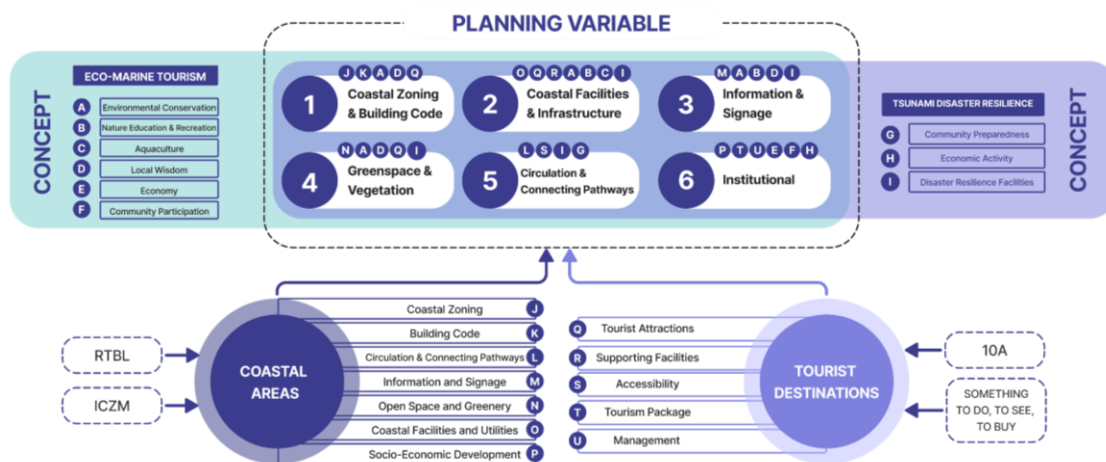 PLANNING VARIABLE
CONCEPT
ECO-MARINE TOURISM
A Environmental Conservation
B Nature Education & Recreation
C Aquaculture
D Local Wisdom
E Economy
F Community Participation
J K A D Q
1 Coastal Zoning
& Building Code
O Q R A B C I
2 Coastal Facilities
& Infrastructure
M A B D I
3 Information &
Signage
N A D Q I
4 Greenspace &
Vegetation
L S I G
5 Circulation &
Connecting Pathways
P T U E F H
6 Institutional
TSUNAMI DISASTER RESILIENCE
G Community Preparedness
H Economic Activity
I Disaster Resilience Facilities
CONCEPT
RTBL
ICZM
COASTAL
AREAS
Coastal Zoning J
Building Code K
Circulation & Connecting Pathways L
Information and Signage M
Open Space and Greenery N
Coastal Facilities and Utilities O
Socio-Economic Development P
Q Tourist Attractions
R Supporting Facilities
S Accessibility
T Tourism Package
U Management
TOURIST
DESTINATIONS
10A
SOMETHING
TO DO, TO SEE,
TO BUY